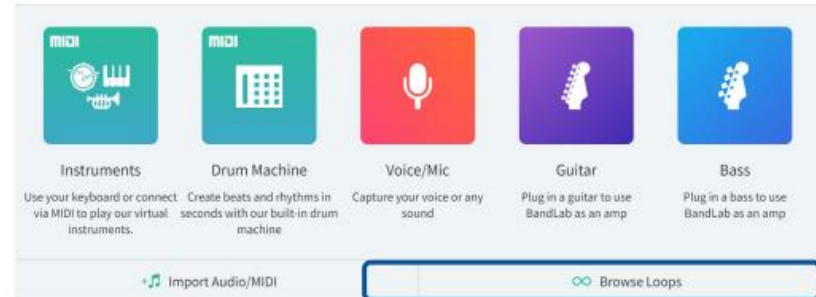 MIDI
MIDI
Instruments
Drum Machine
Voice/Mic
Guitar
Bass
Use your keyboard or connect
via MIDI to play our virtual
instruments.
Create beats and rhythms in
seconds with our built-in drum
machine
Capture your voice or any
sound
Plug in a guitar to use
BandLab as an amp
Plug in a bass to use
BandLab as an amp
Import Audio/MIDI
Browse Loops